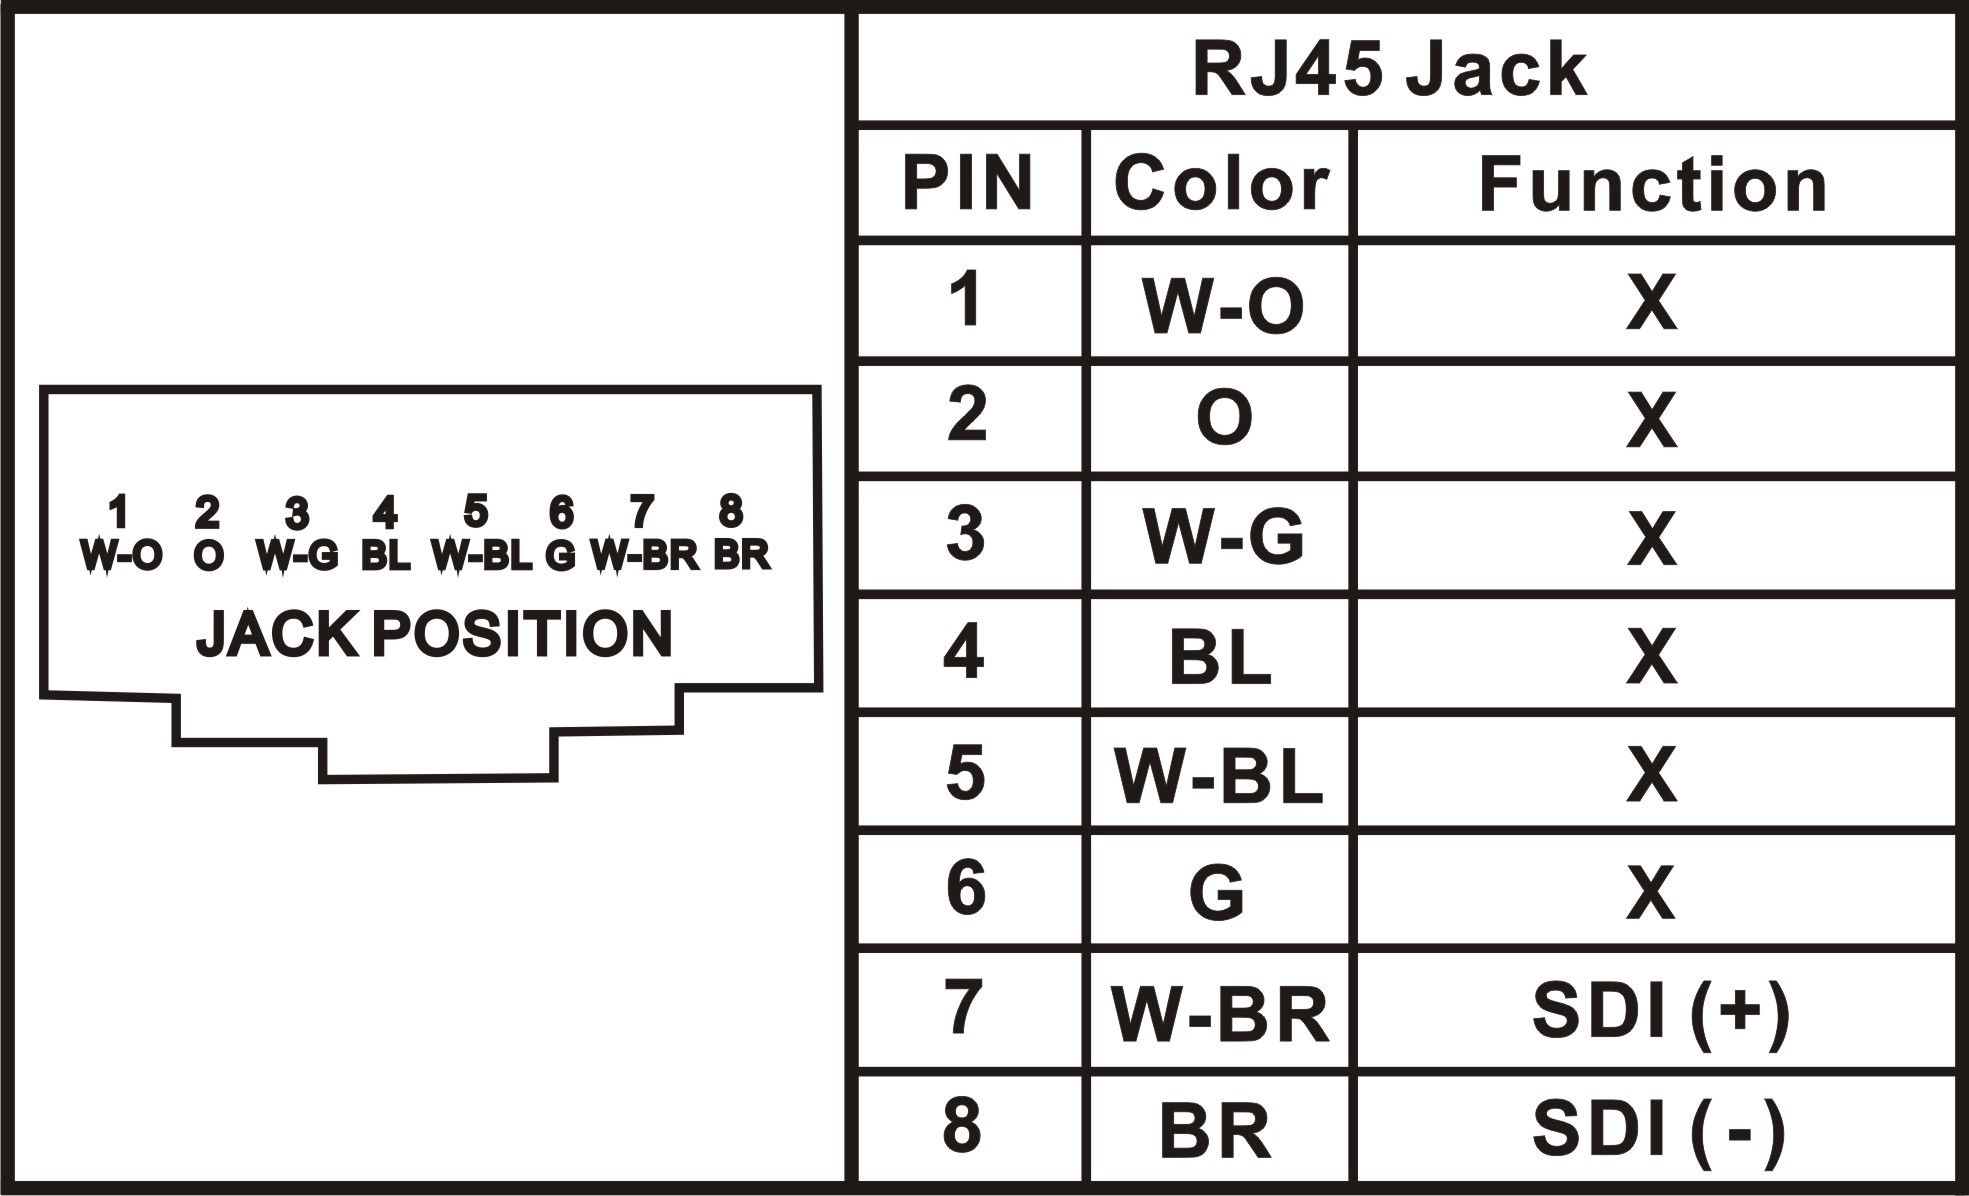 1 2 3 4 5 6 7 8
W-O O W-G BL W-BL G W-BR BR
JACK POSITION
RJ45 Jack
PIN Color Function
1 W-O X
2 O X
3 W-G X
4 BL X
5 W-BL X
6 G X
7 W-BR SDI (+)
8 BR SDI (-)